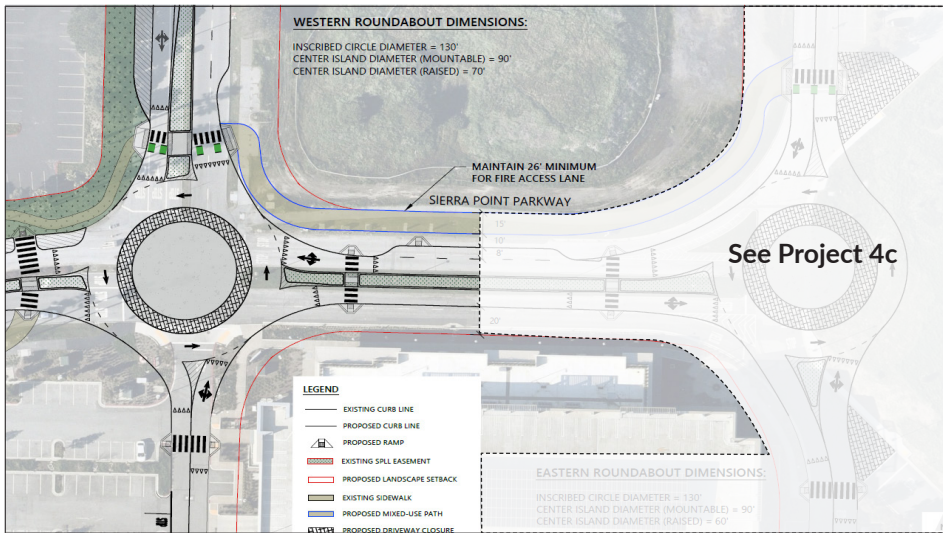 WESTERN ROUNDABOUT DIMENSIONS:
INSCRIBED CIRCLE DIAMETER = 130'
CENTER ISLAND DIAMETER (MOUNTABLE) = 90'
CENTER ISLAND DIAMETER (RAISED) = 70'
MAINTAIN 26' MINIMUM
FOR FIRE ACCESS LANE
SIERRA POINT PARKWAY
15'
10'
8'
See Project 4c
20'
LEGEND
EXISTING CURB LINE
PROPOSED CURB LINE
PROPOSED RAMP
EXISTING SPLL EASEMENT
PROPOSED LANDSCAPE SETBACK
EXISTING SIDEWALK
PROPOSED MIXED-USE PATH
PROPOSED DRIVEWAY CLOSURE
EASTERN ROUNDABOUT DIMENSIONS:
INSCRIBED CIRCLE DIAMETER = 130'
CENTER ISLAND DIAMETER (MOUNTABLE) = 90'
CENTER ISLAND DIAMETER (RAISED) = 60'